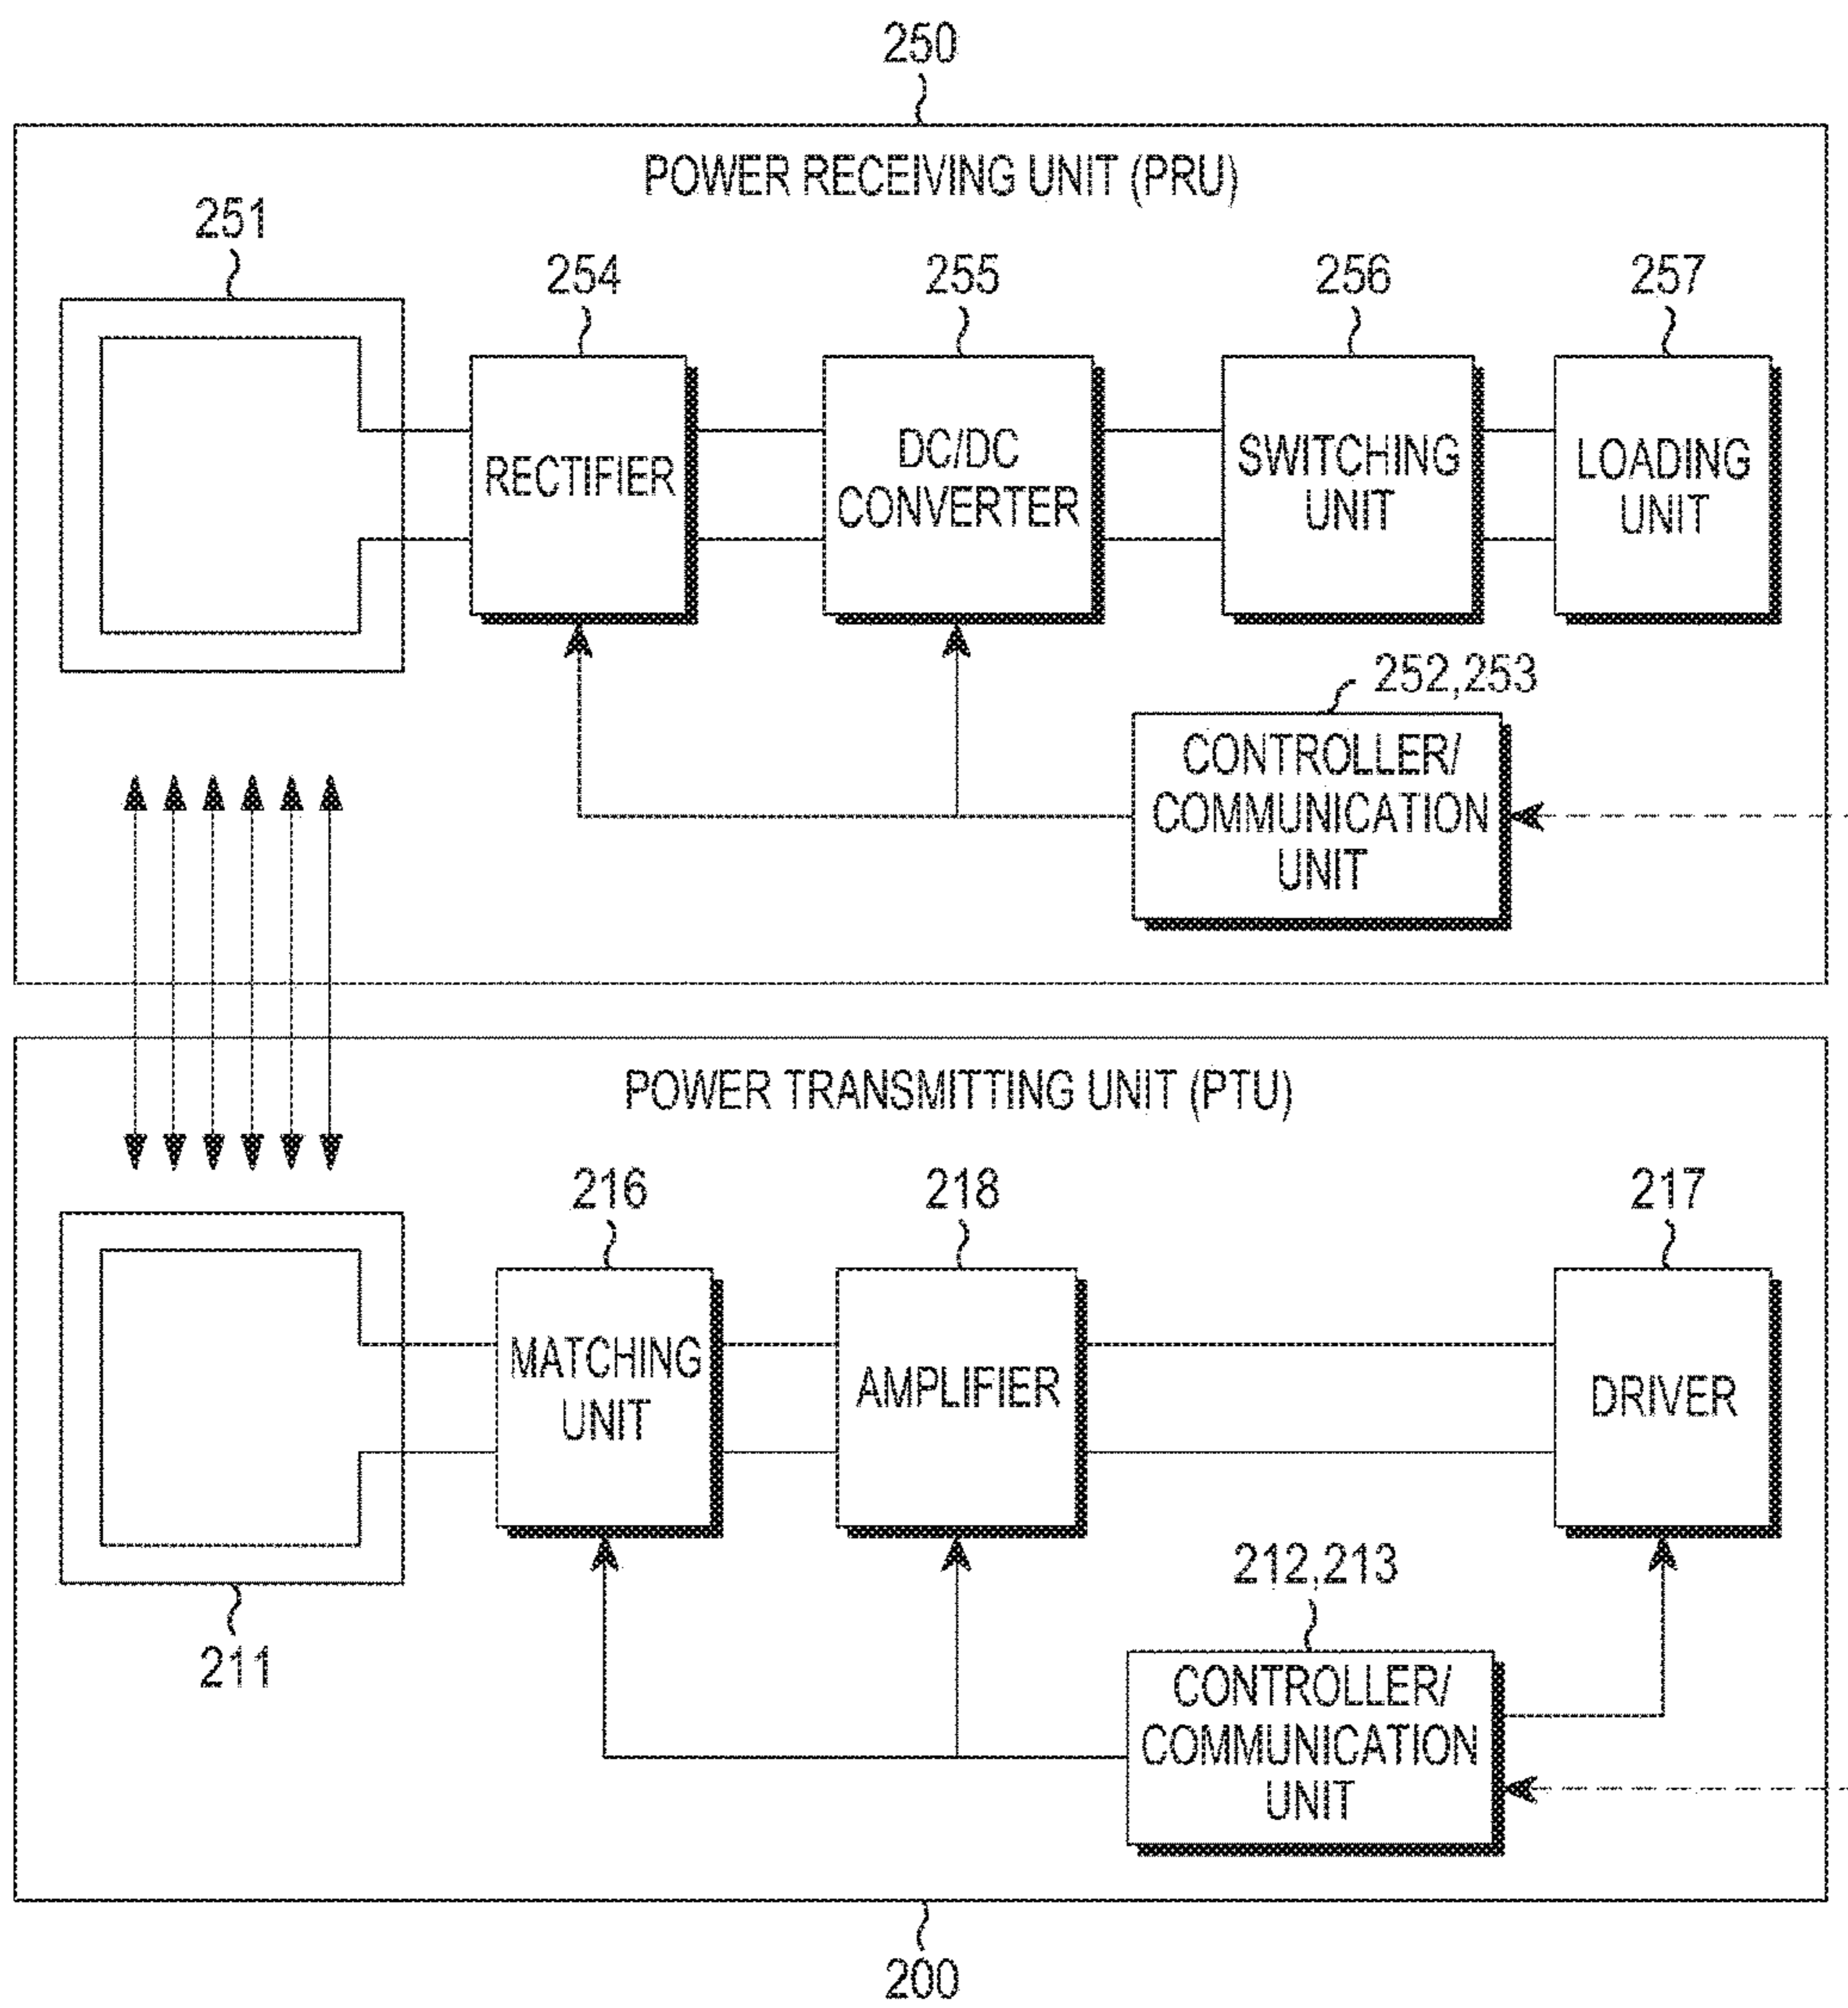 250
POWER RECEIVING UNIT (PRU)
251
254
255
256
257
RECTIFIER
DC/DC
CONVERTER
SWITCHING
UNIT
LOADING
UNIT
252,253
CONTROLLER/
COMMUNICATION
UNIT
POWER TRANSMITTING UNIT (PTU)
216
218
217
MATCHING
UNIT
AMPLIFIER
DRIVER
211
212,213
CONTROLLER/
COMMUNICATION
UNIT
200